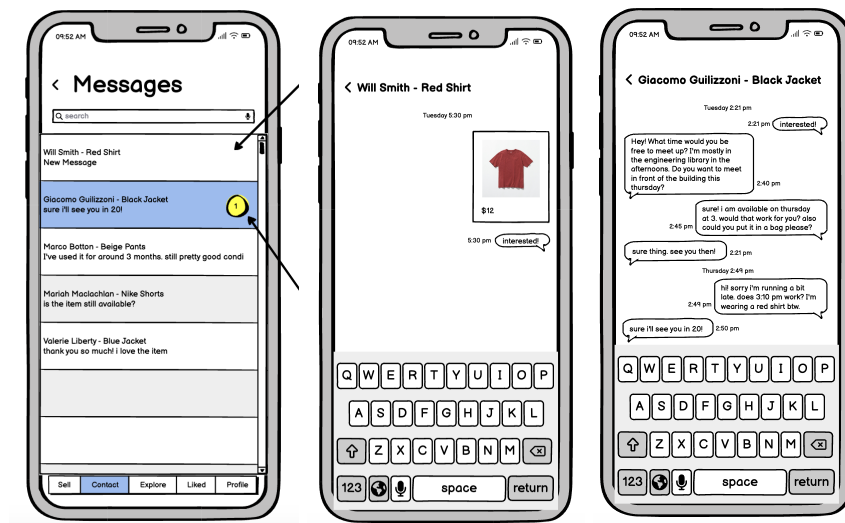 09:52 AM
Messages
search
Will Smith - Red Shirt
New Message
Giacomo Guilizzoni - Black Jacket
sure i'll see you in 20!
1
Marco Botton - Beige Pants
I've used it for around 3 months. still pretty good condi
Mariah Maclachlan - Nike Shorts
is the item still available?
Valerie Liberty - Blue Jacket
thank you so much! i love the item
Sell Contact Explore Liked Profile
09:52 AM
Will Smith - Red Shirt
Tuesday 5:30 pm
$12
5:30 pm interested!
Q W E R T Y U I O P
A S D F G H J K L
Z X C V B N M
123 space return
09:52 AM
Giacomo Guilizzoni - Black Jacket
Tuesday 2:21 pm
2:21 pm interested!
Hey! What time would you be
free to meet up? I'm mostly in
the engineering library in the
afternoons. Do you want to meet
in front of the building this
thursday?
2:40 pm
sure! i am available on thursday
at 3. would that work for you? also
could you put it in a bag please?
2:45 pm
sure thing. see you then! 2:21 pm
Thursday 2:49 pm
hi! sorry i'm running a bit
late. does 3:10 pm work? I'm
wearing a red shirt btw.
2:49 pm
sure i'll see you in 20! 2:50 pm
Q W E R T Y U I O P
A S D F G H J K L
Z X C V B N M
123 space return